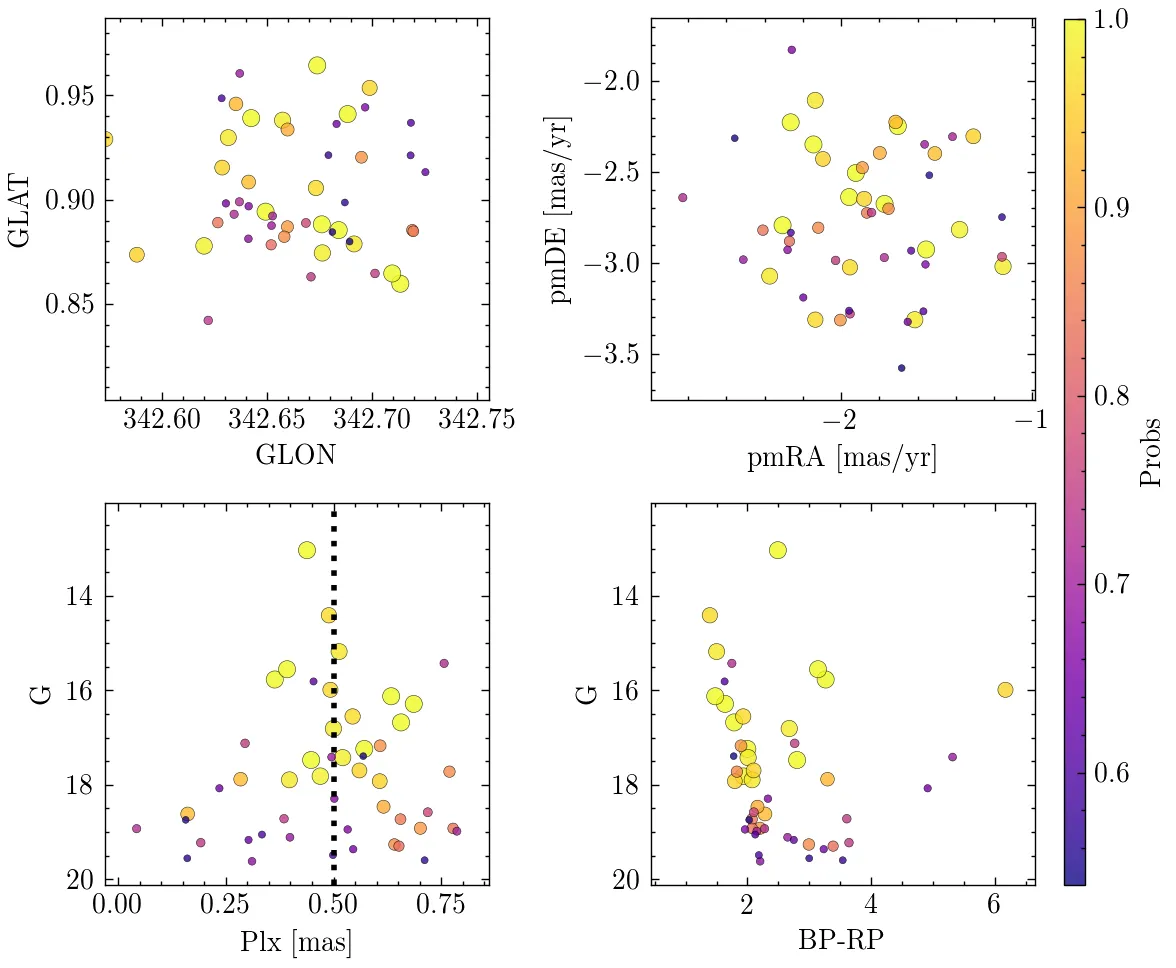 0.95
0.90
0.85
GLAT
342.60 342.65 342.70 342.75
GLON
−2.0
−2.5
−3.0
−3.5
pmDE [mas/yr]
−2 −1
pmRA [mas/yr]
14
16
18
20
G
0.00 0.25 0.50 0.75
Plx [mas]
14
16
18
20
G
2 4 6
BP-RP
1.0
0.9
0.8
0.7
0.6
Probs